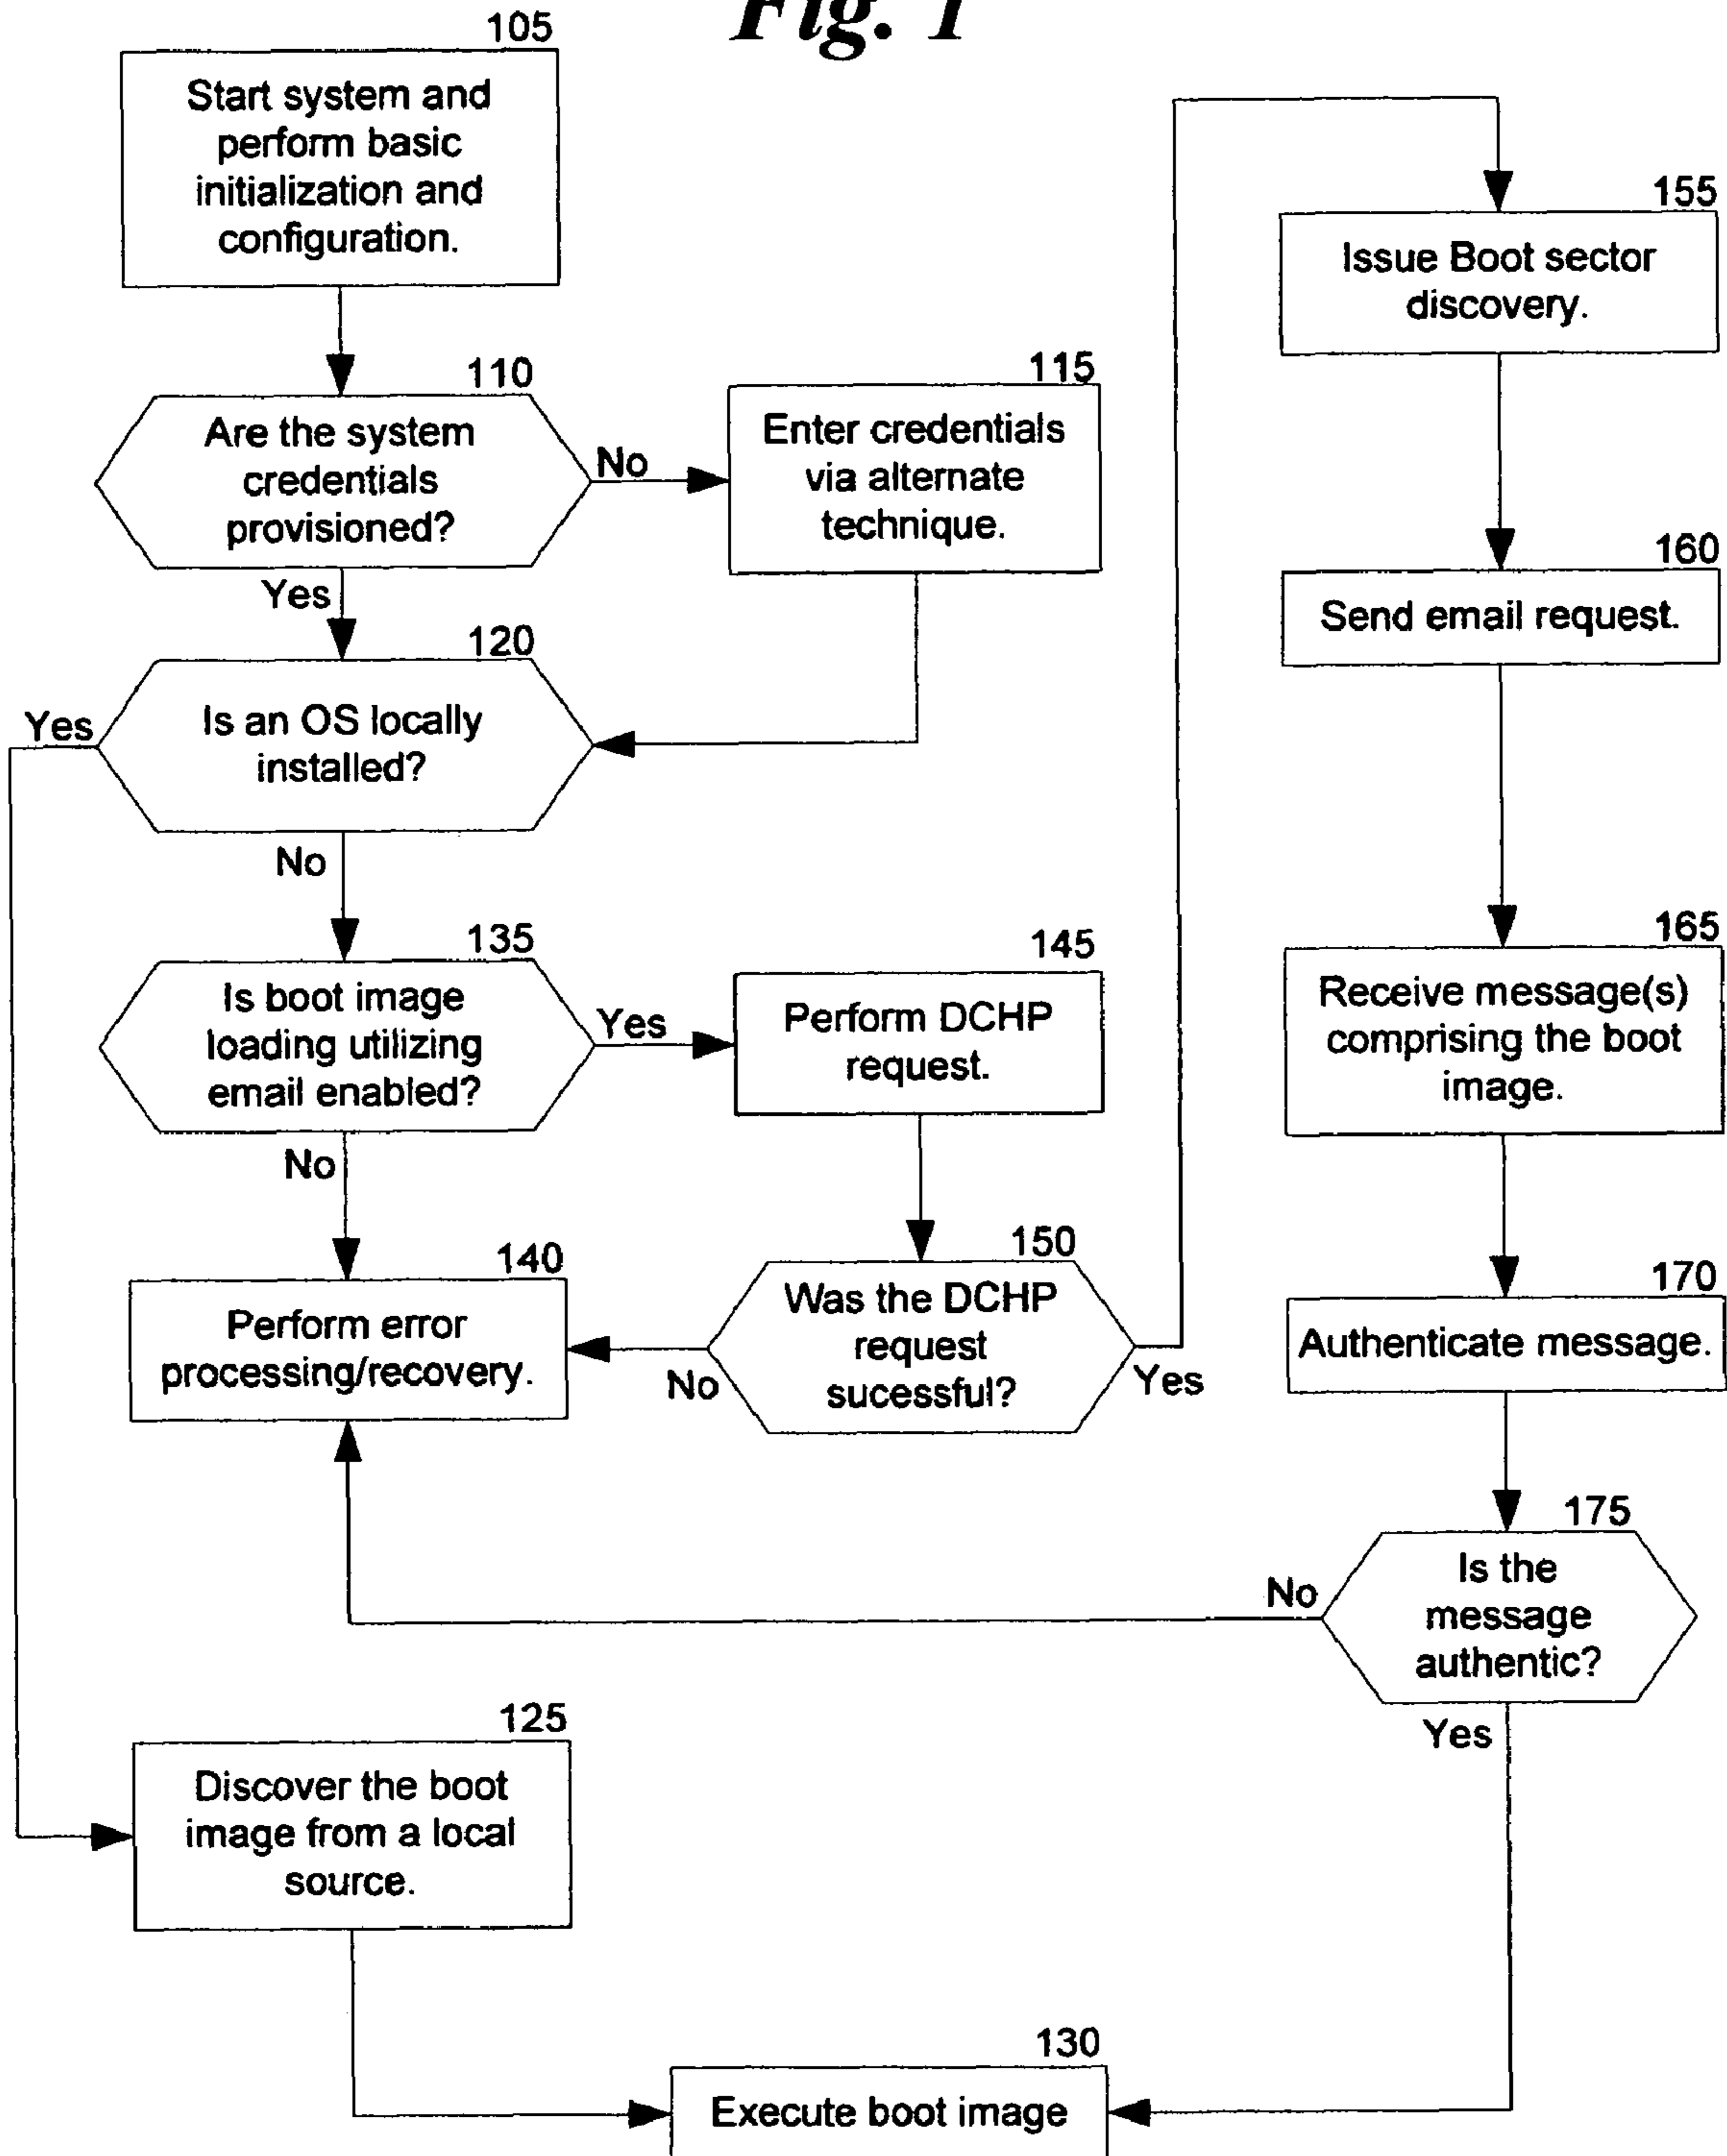 Fig. 1
105
Start system and
perform basic
initialization and
configuration.
110
Are the system
credentials
provisioned?
No
Yes
115
Enter credentials
via alternate
technique.
120
Is an OS locally
installed?
Yes
No
135
Is boot image
loading utilizing
email enabled?
Yes
No
145
Perform DCHP
request.
140
Perform error
processing/recovery.
150
Was the DCHP
request
sucessful?
No
Yes
155
Issue Boot sector
discovery.
160
Send email request.
165
Receive message(s)
comprising the boot
image.
170
Authenticate message.
175
Is the
message
authentic?
No
Yes
125
Discover the boot
image from a local
source.
130
Execute boot image